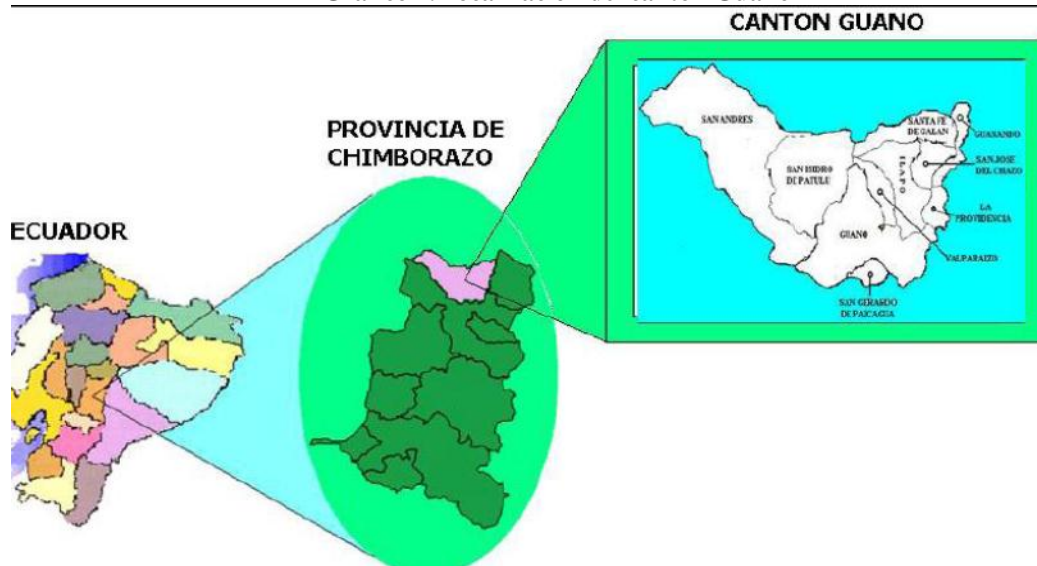 CANTON GUANO
PROVINCIA DE
CHIMBORAZO
ECUADOR
SAN ANDRES
SAN ISIDRO
DE PATULU
GUANO
ILAPO
SANTA FE
DE GALAN
GUANANDO
SAN JOSE
DEL CHAZO
LA
PROVIDENCIA
VALPARAIZO
SAN GERARDO
DE PAICAGUA